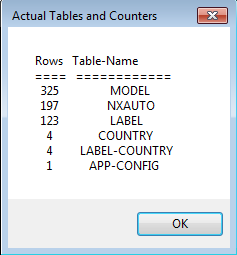 Actual Tables and Counters
Rows Table-Name
==== ============
325 MODEL
197 NXAUTO
123 LABEL
4 COUNTRY
4 LABEL-COUNTRY
1 APP-CONFIG
OK